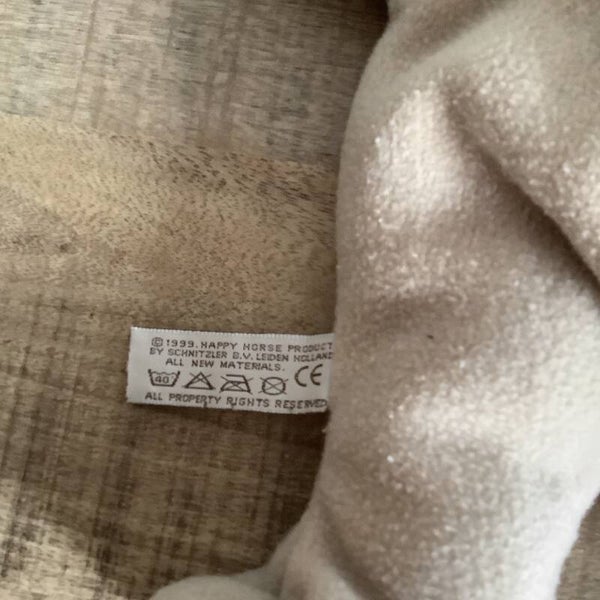 © 1999. HAPPY HORSE PRODUCT
BY SCHNITZLER B.V. LEIDEN HOLLAND
ALL NEW MATERIALS.
40 CE
ALL PROPERTY RIGHTS RESERVED